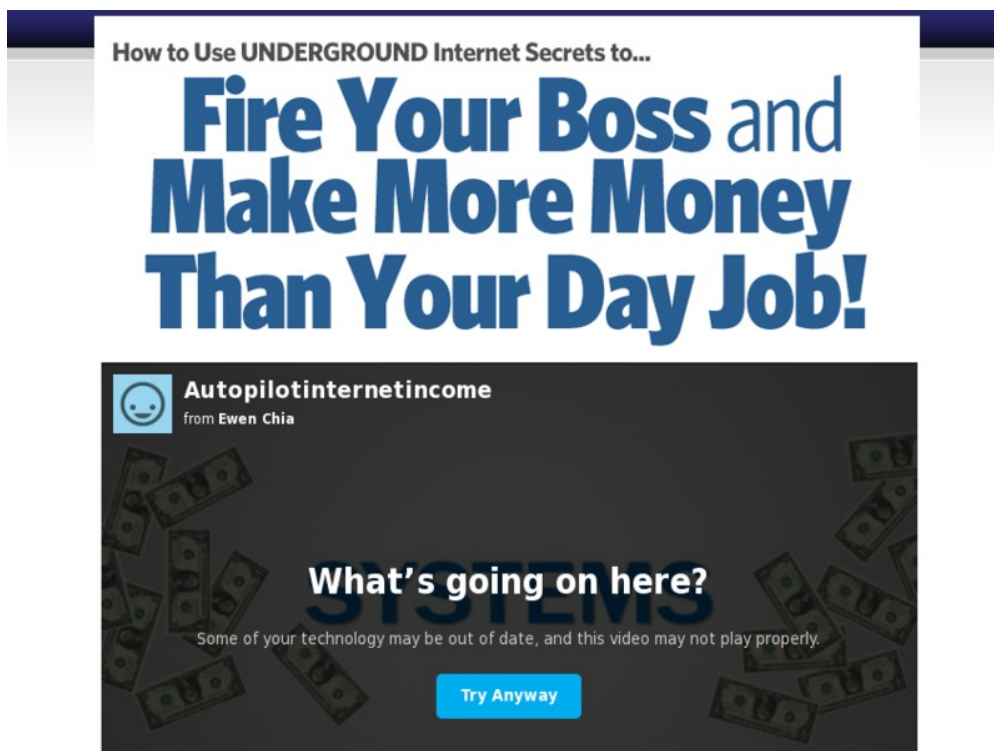 How to Use UNDERGROUND Internet Secrets to...
Fire Your Boss and
Make More Money
Than Your Day Job!
Autopilotinternetincome
from Ewen Chia
SYSTEMS
What's going on here?
Some of your technology may be out of date, and this video may not play properly.
Try Anyway